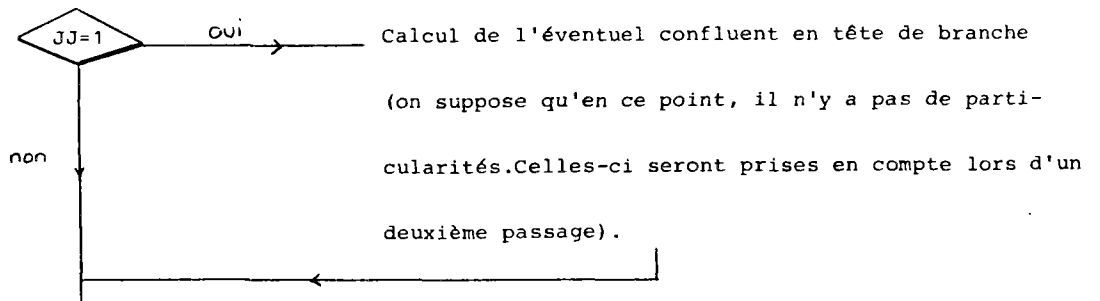 JJ=1
oui
Calcul de l'éventuel confluent en tête de branche
(on suppose qu'en ce point, il n'y a pas de parti-
non
cularités.Celles-ci seront prises en compte lors d'un
deuxième passage).